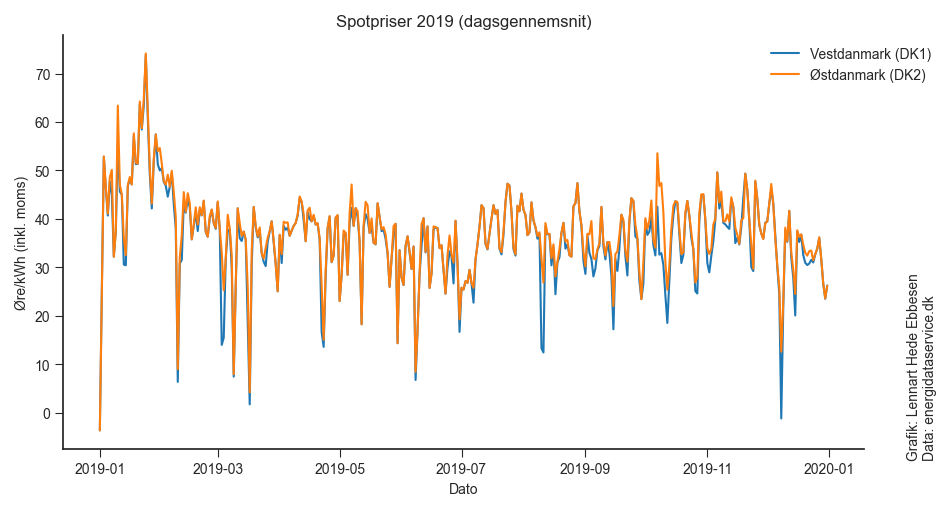 Spotpriser 2019 (dagsgennemsnit)
Vestdanmark (DK1)
Østdanmark (DK2)
Øre/kWh (inkl. moms)
70
60
50
40
30
20
10
0
2019-01
2019-03
2019-05
2019-07
2019-09
2019-11
2020-01
Dato
Grafik: Lennart Hede Ebbesen
Data: energidataservice.dk